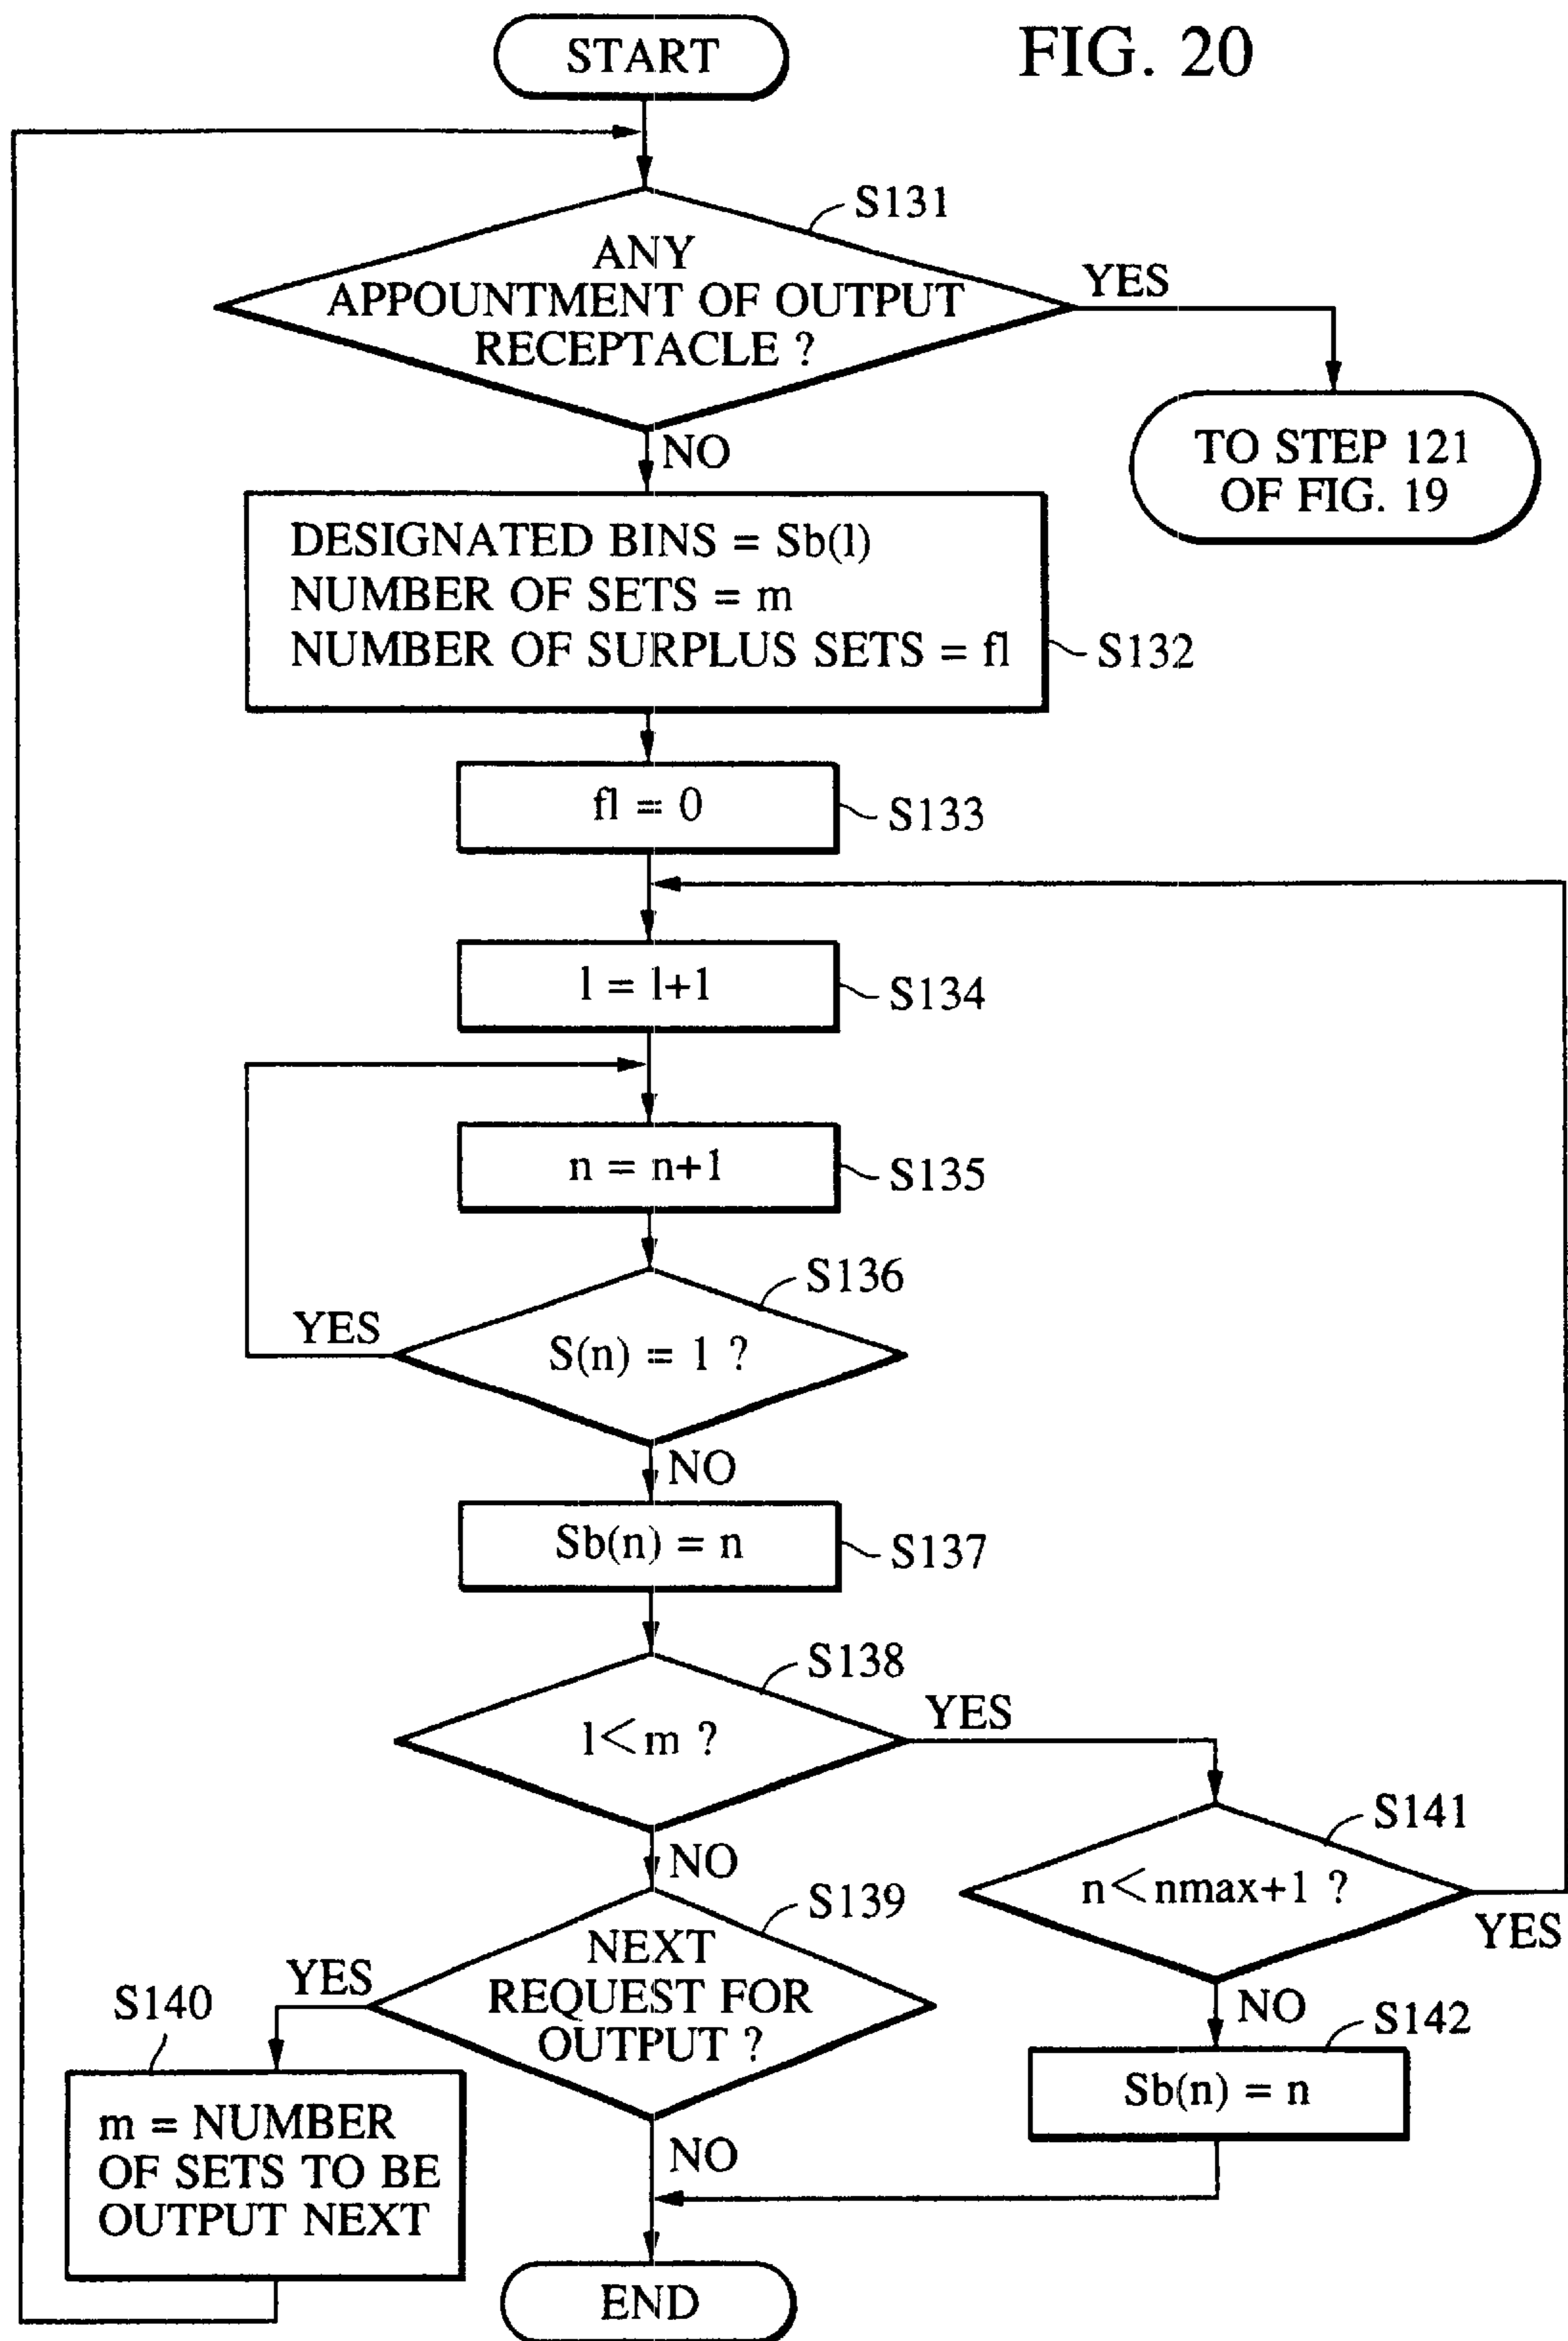 FIG. 20
START
S131
ANY
APPOUNTMENT OF OUTPUT
RECEPTACLE ?
YES
TO STEP 121
OF FIG. 19
NO
DESIGNATED BINS = Sb(l)
NUMBER OF SETS = m
NUMBER OF SURPLUS SETS = fl
S132
fl = 0
S133
l = l+1
S134
n = n+1
S135
S136
YES
S(n) = 1 ?
NO
Sb(n) = n
S137
S138
l<m ?
YES
NO
S141
n<nmax+1 ?
YES
NO
S142
Sb(n) = n
S139
NEXT
REQUEST FOR
OUTPUT ?
YES
S140
m = NUMBER
OF SETS TO BE
OUTPUT NEXT
NO
END